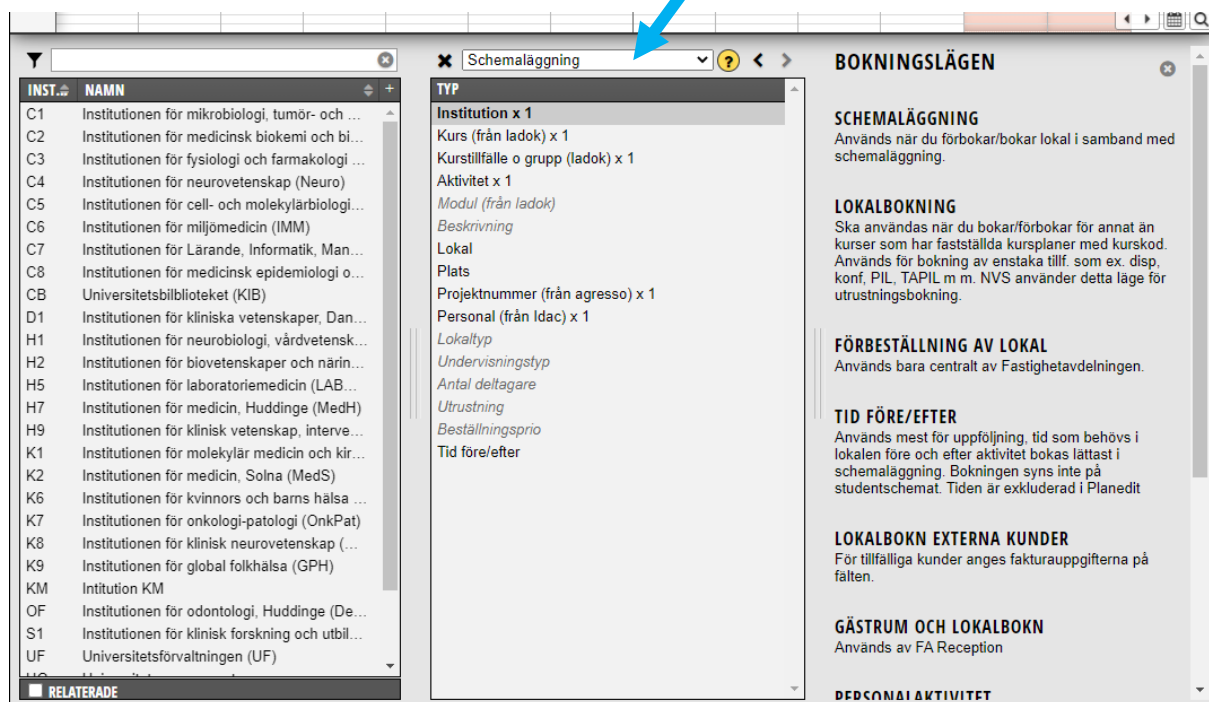 INST. NAMN +
C1 Institutionen för mikrobiologi, tumör- och ...
C2 Institutionen för medicinsk biokemi och bi...
C3 Institutionen för fysiologi och farmakologi ...
C4 Institutionen för neurovetenskap (Neuro)
C5 Institutionen för cell- och molekylärbiologi...
C6 Institutionen för miljömedicin (IMM)
C7 Institutionen för Lärande, Informatik, Man...
C8 Institutionen för medicinsk epidemiologi o...
CB Universitetsbilblioteket (KIB)
D1 Institutionen för kliniska vetenskaper, Dan...
H1 Institutionen för neurobiologi, vårdvetensk...
H2 Institutionen för biovetenskaper och närin...
H5 Institutionen för laboratoriemedicin (LAB...
H7 Institutionen för medicin, Huddinge (MedH)
H9 Institutionen för klinisk vetenskap, interve...
K1 Institutionen för molekylär medicin och kir...
K2 Institutionen för medicin, Solna (MedS)
K6 Institutionen för kvinnors och barns hälsa ...
K7 Institutionen för onkologi-patologi (OnkPat)
K8 Institutionen för klinisk neurovetenskap (...
K9 Institutionen för global folkhälsa (GPH)
KM Intitution KM
OF Institutionen för odontologi, Huddinge (De...
S1 Institutionen för klinisk forskning och utbil...
UF Universitetsförvaltningen (UF)
RELATERADE
Schemaläggning ?
TYP
Institution x 1
Kurs (från ladok) x 1
Kurstillfälle o grupp (ladok) x 1
Aktivitet x 1
Modul (från ladok)
Beskrivning
Lokal
Plats
Projektnummer (från agresso) x 1
Personal (från Idac) x 1
Lokaltyp
Undervisningstyp
Antal deltagare
Utrustning
Beställningsprio
Tid före/efter
BOKNINGSLÄGEN
SCHEMALÄGGNING
Används när du förbokar/bokar lokal i samband med
schemaläggning.
LOKALBOKNING
Ska användas när du bokar/förbokar för annat än
kurser som har fastställda kursplaner med kurskod.
Används för bokning av enstaka tillf. som ex. disp,
konf, PIL, TAPIL m m. NVS använder detta läge för
utrustningsbokning.
FÖRBESTÄLLNING AV LOKAL
Används bara centralt av Fastighetavdelningen.
TID FÖRE/EFTER
Används mest för uppföljning, tid som behövs i
lokalen före och efter aktivitet bokas lättast i
schemaläggning. Bokningen syns inte på
studentschemat. Tiden är exkluderad i Planedit
LOKALBOKN EXTERNA KUNDER
För tillfälliga kunder anges fakturauppgifterna på
fälten.
GÄSTRUM OCH LOKALBOKN
Används av FA Reception
PERSONALAKTIVITET